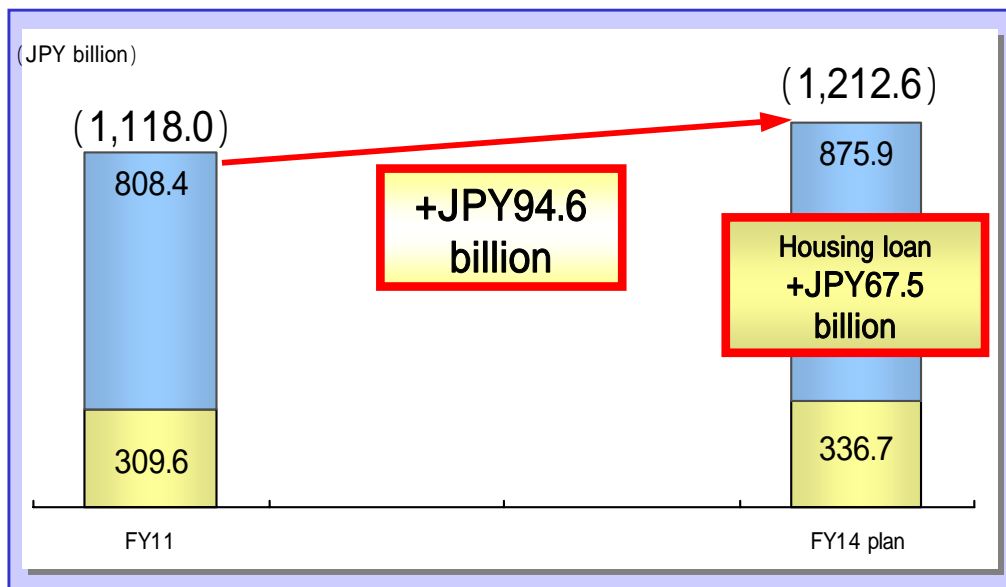 (JPY billion)
(1,118.0)
(1,212.6)
808.4
875.9
+JPY94.6
billion
Housing loan
+JPY67.5
billion
309.6
336.7
FY11
FY14 plan